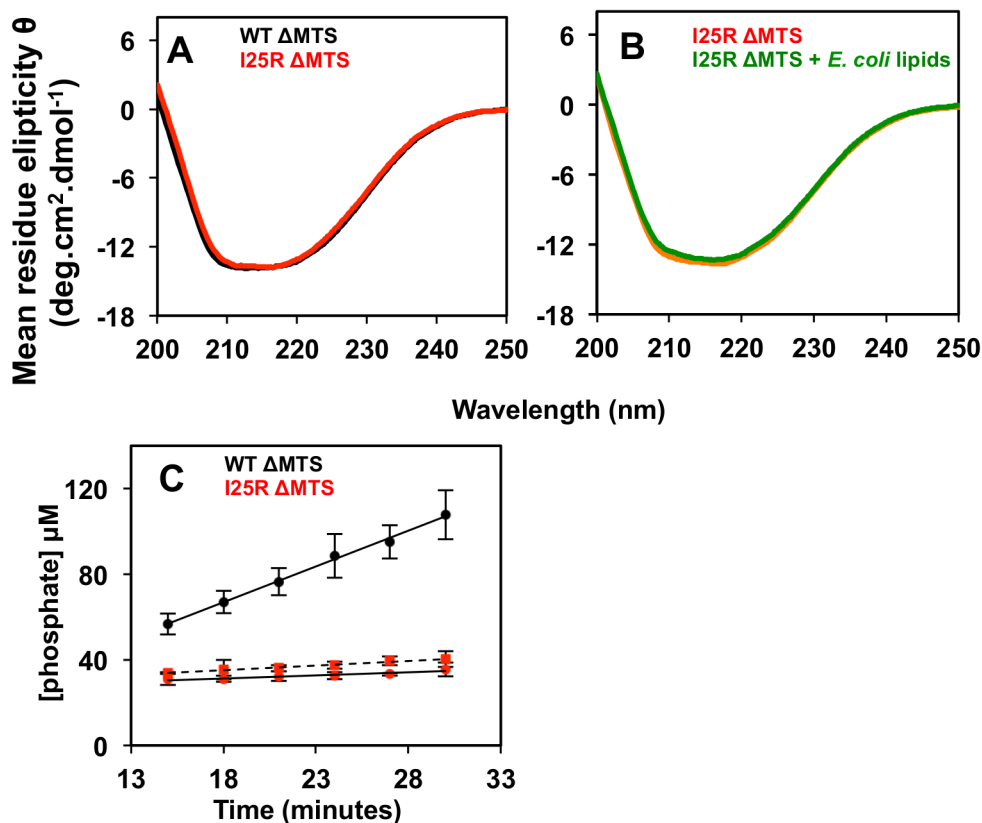 Mean residue elipticity θ
(deg.cm².dmol⁻¹)
A
WT ΔMTS
I25R ΔMTS
6
0
-6
-12
-18
200 210 220 230 240 250
B
I25R ΔMTS
I25R ΔMTS + E. coli lipids
6
0
-6
-12
-18
200 210 220 230 240 250
Wavelength (nm)
C
WT ΔMTS
I25R ΔMTS
[phosphate] µM
120
80
40
0
13 18 23 28 33
Time (minutes)